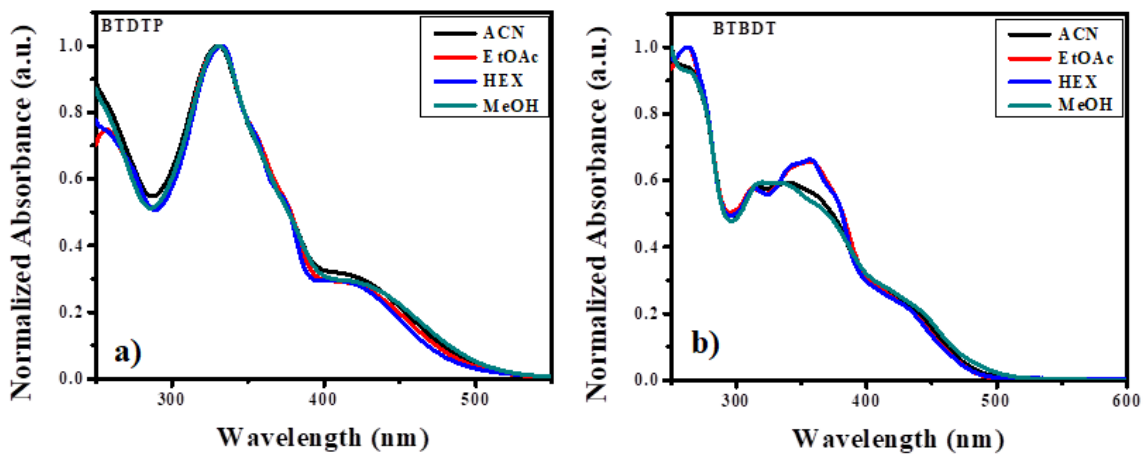 BTDTP
ACN
EtOAc
HEX
MeOH
Normalized Absorbance (a.u.)
1.0
0.8
0.6
0.4
0.2
0.0
a)
300
400
500
Wavelength (nm)
BTBDT
ACN
EtOAc
HEX
MeOH
Normalized Absorbance (a.u.)
1.0
0.8
0.6
0.4
0.2
0.0
b)
300
400
500
600
Wavelength (nm)